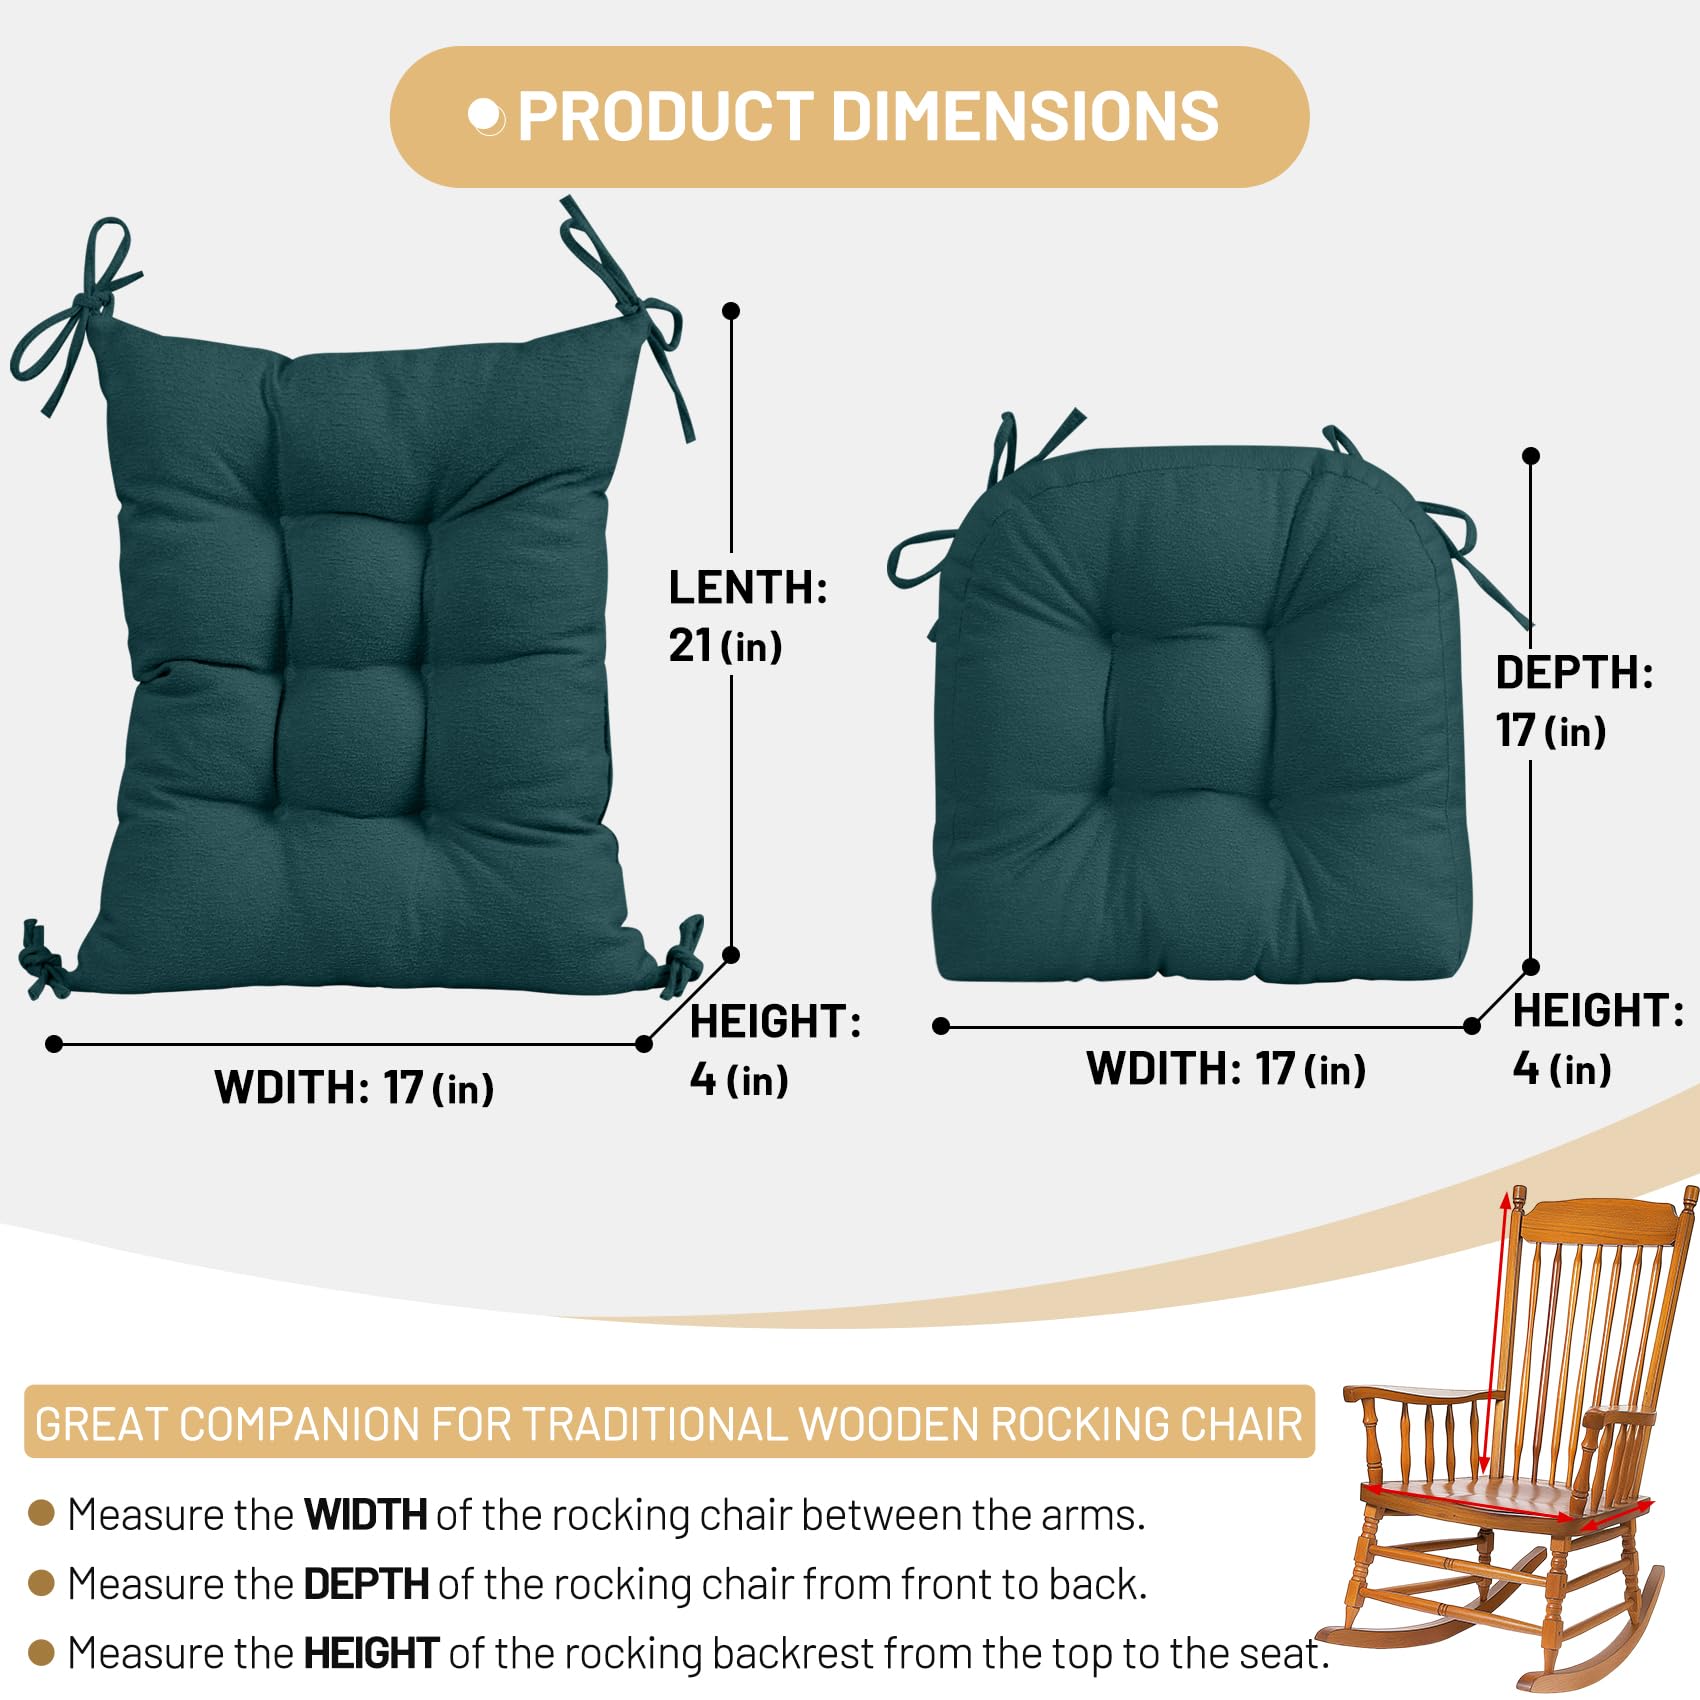 PRODUCT DIMENSIONS
LENTH:
21 (in)
HEIGHT:
4 (in)
WDITH: 17 (in)
DEPTH:
17 (in)
HEIGHT:
4 (in)
WDITH: 17 (in)
GREAT COMPANION FOR TRADITIONAL WOODEN ROCKING CHAIR
Measure the WIDTH of the rocking chair between the arms.
Measure the DEPTH of the rocking chair from front to back.
Measure the HEIGHT of the rocking backrest from the top to the seat.